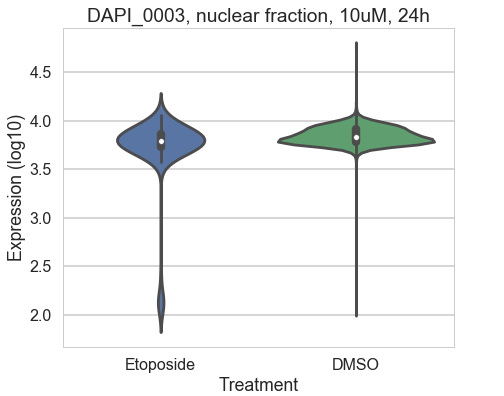 DAPI_0003, nuclear fraction, 10uM, 24h
Expression (log10)
4.5
4.0
3.5
3.0
2.5
2.0
Etoposide
DMSO
Treatment